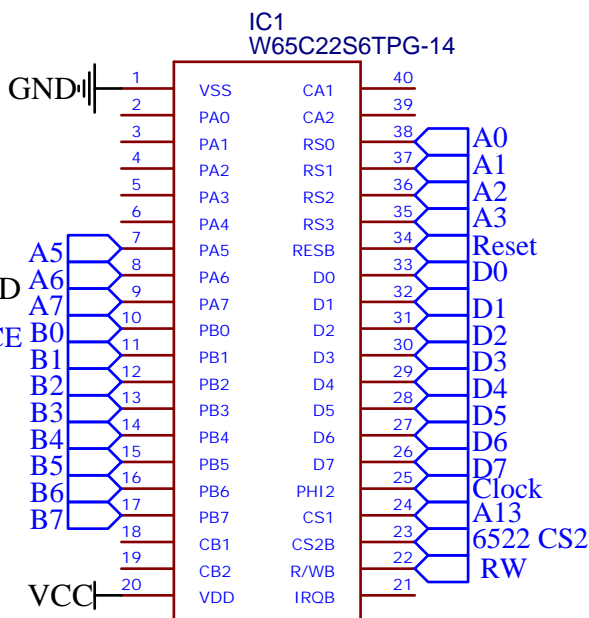 IC1
W65C22S6TPG-14
GND 1 VSS CA1 40
2 PA0 CA2 39
3 PA1 RS0 38 A0
4 PA2 RS1 37 A1
5 PA3 RS2 36 A2
6 PA4 RS3 35 A3
A5 7 PA5 RESB 34 Reset
D A6 8 PA6 D0 33 D0
A7 9 PA7 D1 32 D1
CE B0 10 PB0 D2 31 D2
B1 11 PB1 D3 30 D3
B2 12 PB2 D4 29 D4
B3 13 PB3 D5 28 D5
B4 14 PB4 D6 27 D6
B5 15 PB5 D7 26 D7
B6 16 PB6 PHI2 25 Clock
B7 17 PB7 CS1 24 A13
18 CB1 CS2B 23 6522 CS2
19 CB2 R/WB 22 RW
VCC 20 VDD IRQB 21